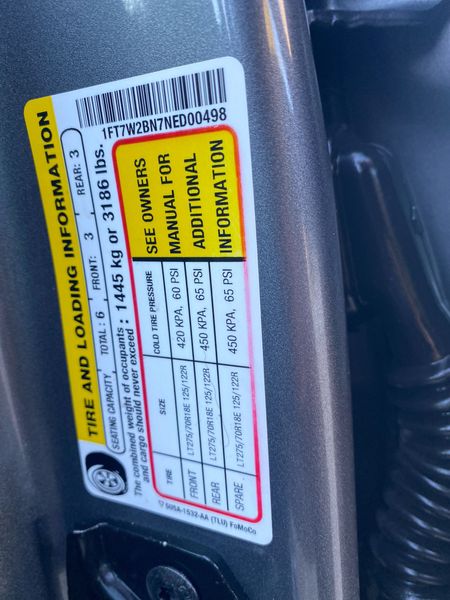 TIRE AND LOADING INFORMATION
SEATING CAPACITY TOTAL: 6 FRONT: 3 REAR: 3
The combined weight of occupants
and cargo should never exceed : 1445 kg or 3186 lbs.
1FT7W2BN7NED00498
TIRE SIZE COLD TIRE PRESSURE SEE OWNERS
FRONT LT275/70R18E 125/122R 420 KPA, 60 PSI MANUAL FOR
REAR LT275/70R18E 125/122R 450 KPA, 65 PSI ADDITIONAL
SPARE LT275/70R18E 125/122R 450 KPA, 65 PSI INFORMATION
1532-AA (TLU) FoMoCo